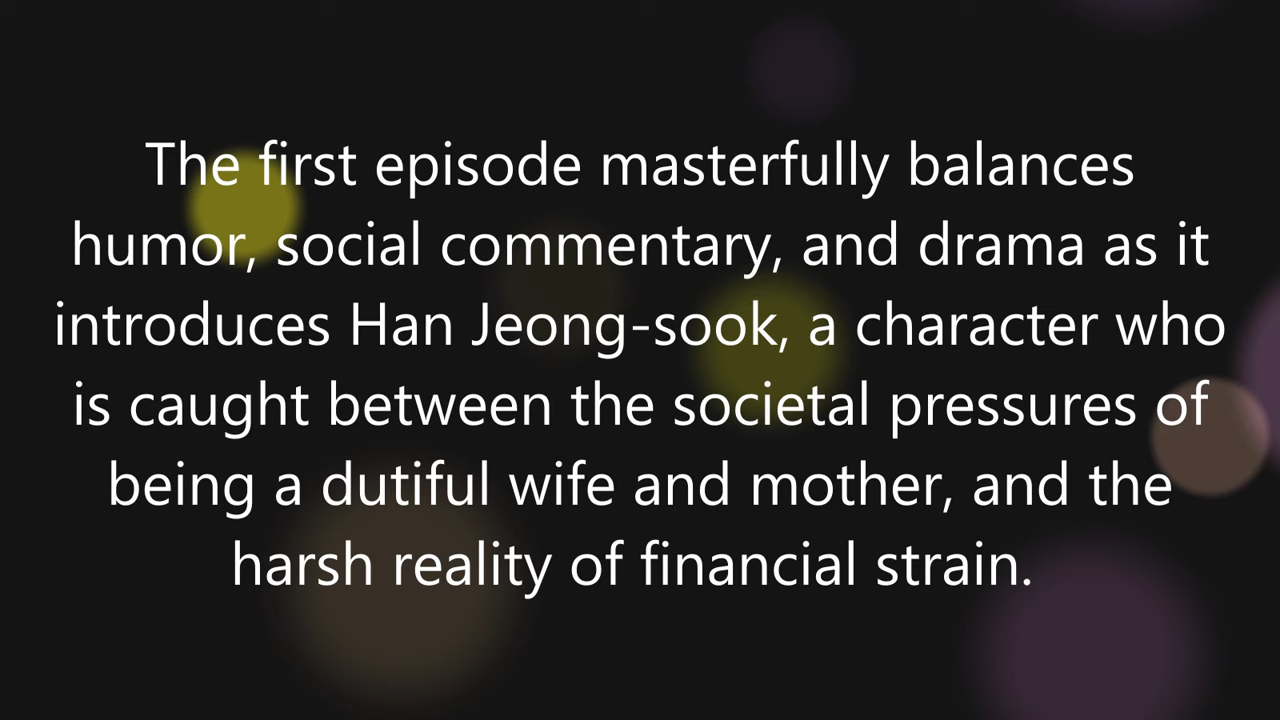 The first episode masterfully balances
humor, social commentary, and drama as it
introduces Han Jeong-sook, a character who
is caught between the societal pressures of
being a dutiful wife and mother, and the
harsh reality of financial strain.